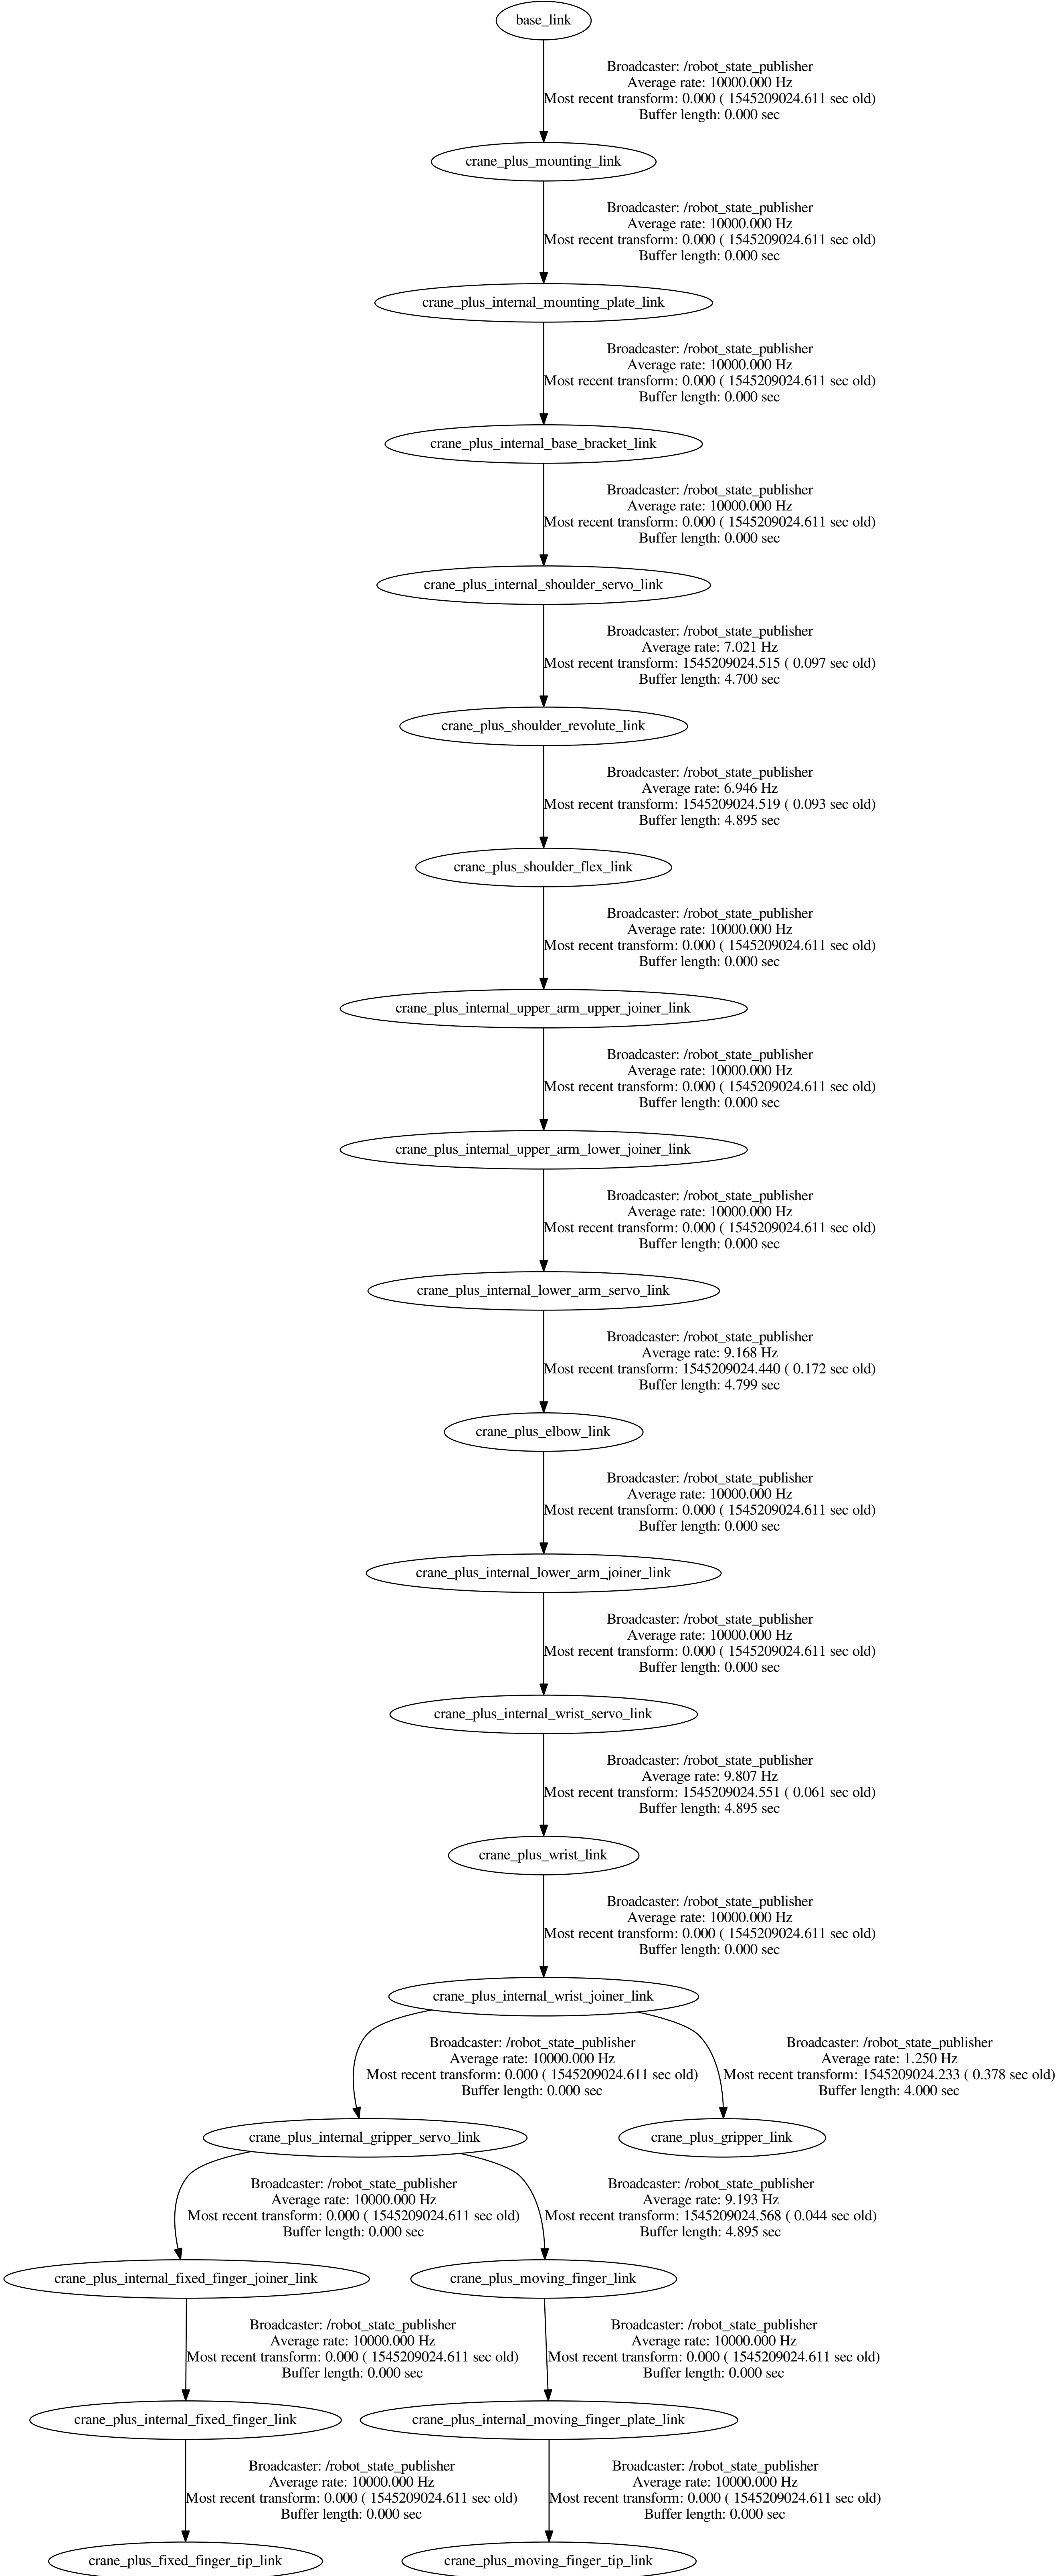 base_link
Broadcaster: /robot_state_publisher
Average rate: 10000.000 Hz
Most recent transform: 0.000 ( 1545209024.611 sec old)
Buffer length: 0.000 sec
crane_plus_mounting_link
Broadcaster: /robot_state_publisher
Average rate: 10000.000 Hz
Most recent transform: 0.000 ( 1545209024.611 sec old)
Buffer length: 0.000 sec
crane_plus_internal_mounting_plate_link
Broadcaster: /robot_state_publisher
Average rate: 10000.000 Hz
Most recent transform: 0.000 ( 1545209024.611 sec old)
Buffer length: 0.000 sec
crane_plus_internal_base_bracket_link
Broadcaster: /robot_state_publisher
Average rate: 10000.000 Hz
Most recent transform: 0.000 ( 1545209024.611 sec old)
Buffer length: 0.000 sec
crane_plus_internal_shoulder_servo_link
Broadcaster: /robot_state_publisher
Average rate: 7.021 Hz
Most recent transform: 1545209024.515 ( 0.097 sec old)
Buffer length: 4.700 sec
crane_plus_shoulder_revolute_link
Broadcaster: /robot_state_publisher
Average rate: 6.946 Hz
Most recent transform: 1545209024.519 ( 0.093 sec old)
Buffer length: 4.895 sec
crane_plus_shoulder_flex_link
Broadcaster: /robot_state_publisher
Average rate: 10000.000 Hz
Most recent transform: 0.000 ( 1545209024.611 sec old)
Buffer length: 0.000 sec
crane_plus_internal_upper_arm_upper_joiner_link
Broadcaster: /robot_state_publisher
Average rate: 10000.000 Hz
Most recent transform: 0.000 ( 1545209024.611 sec old)
Buffer length: 0.000 sec
crane_plus_internal_upper_arm_lower_joiner_link
Broadcaster: /robot_state_publisher
Average rate: 10000.000 Hz
Most recent transform: 0.000 ( 1545209024.611 sec old)
Buffer length: 0.000 sec
crane_plus_internal_lower_arm_servo_link
Broadcaster: /robot_state_publisher
Average rate: 9.168 Hz
Most recent transform: 1545209024.440 ( 0.172 sec old)
Buffer length: 4.799 sec
crane_plus_elbow_link
Broadcaster: /robot_state_publisher
Average rate: 10000.000 Hz
Most recent transform: 0.000 ( 1545209024.611 sec old)
Buffer length: 0.000 sec
crane_plus_internal_lower_arm_joiner_link
Broadcaster: /robot_state_publisher
Average rate: 10000.000 Hz
Most recent transform: 0.000 ( 1545209024.611 sec old)
Buffer length: 0.000 sec
crane_plus_internal_wrist_servo_link
Broadcaster: /robot_state_publisher
Average rate: 9.807 Hz
Most recent transform: 1545209024.551 ( 0.061 sec old)
Buffer length: 4.895 sec
crane_plus_wrist_link
Broadcaster: /robot_state_publisher
Average rate: 10000.000 Hz
Most recent transform: 0.000 ( 1545209024.611 sec old)
Buffer length: 0.000 sec
crane_plus_internal_wrist_joiner_link
Broadcaster: /robot_state_publisher
Average rate: 10000.000 Hz
Most recent transform: 0.000 ( 1545209024.611 sec old)
Buffer length: 0.000 sec
Broadcaster: /robot_state_publisher
Average rate: 1.250 Hz
Most recent transform: 1545209024.233 ( 0.378 sec old)
Buffer length: 4.000 sec
crane_plus_internal_gripper_servo_link
crane_plus_gripper_link
Broadcaster: /robot_state_publisher
Average rate: 10000.000 Hz
Most recent transform: 0.000 ( 1545209024.611 sec old)
Buffer length: 0.000 sec
Broadcaster: /robot_state_publisher
Average rate: 9.193 Hz
Most recent transform: 1545209024.568 ( 0.044 sec old)
Buffer length: 4.895 sec
crane_plus_internal_fixed_finger_joiner_link
crane_plus_moving_finger_link
Broadcaster: /robot_state_publisher
Average rate: 10000.000 Hz
Most recent transform: 0.000 ( 1545209024.611 sec old)
Buffer length: 0.000 sec
Broadcaster: /robot_state_publisher
Average rate: 10000.000 Hz
Most recent transform: 0.000 ( 1545209024.611 sec old)
Buffer length: 0.000 sec
crane_plus_internal_fixed_finger_link
crane_plus_internal_moving_finger_plate_link
Broadcaster: /robot_state_publisher
Average rate: 10000.000 Hz
Most recent transform: 0.000 ( 1545209024.611 sec old)
Buffer length: 0.000 sec
Broadcaster: /robot_state_publisher
Average rate: 10000.000 Hz
Most recent transform: 0.000 ( 1545209024.611 sec old)
Buffer length: 0.000 sec
crane_plus_fixed_finger_tip_link
crane_plus_moving_finger_tip_link